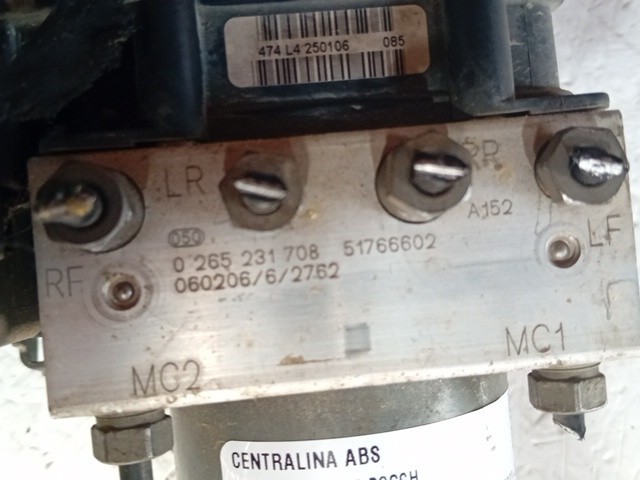 474 L4 250106 085
LR
RR
A152
LF
050
0 265 231 708 51766602
060206/6/2762
RF
MC1
MC2
CENTRALINA ABS